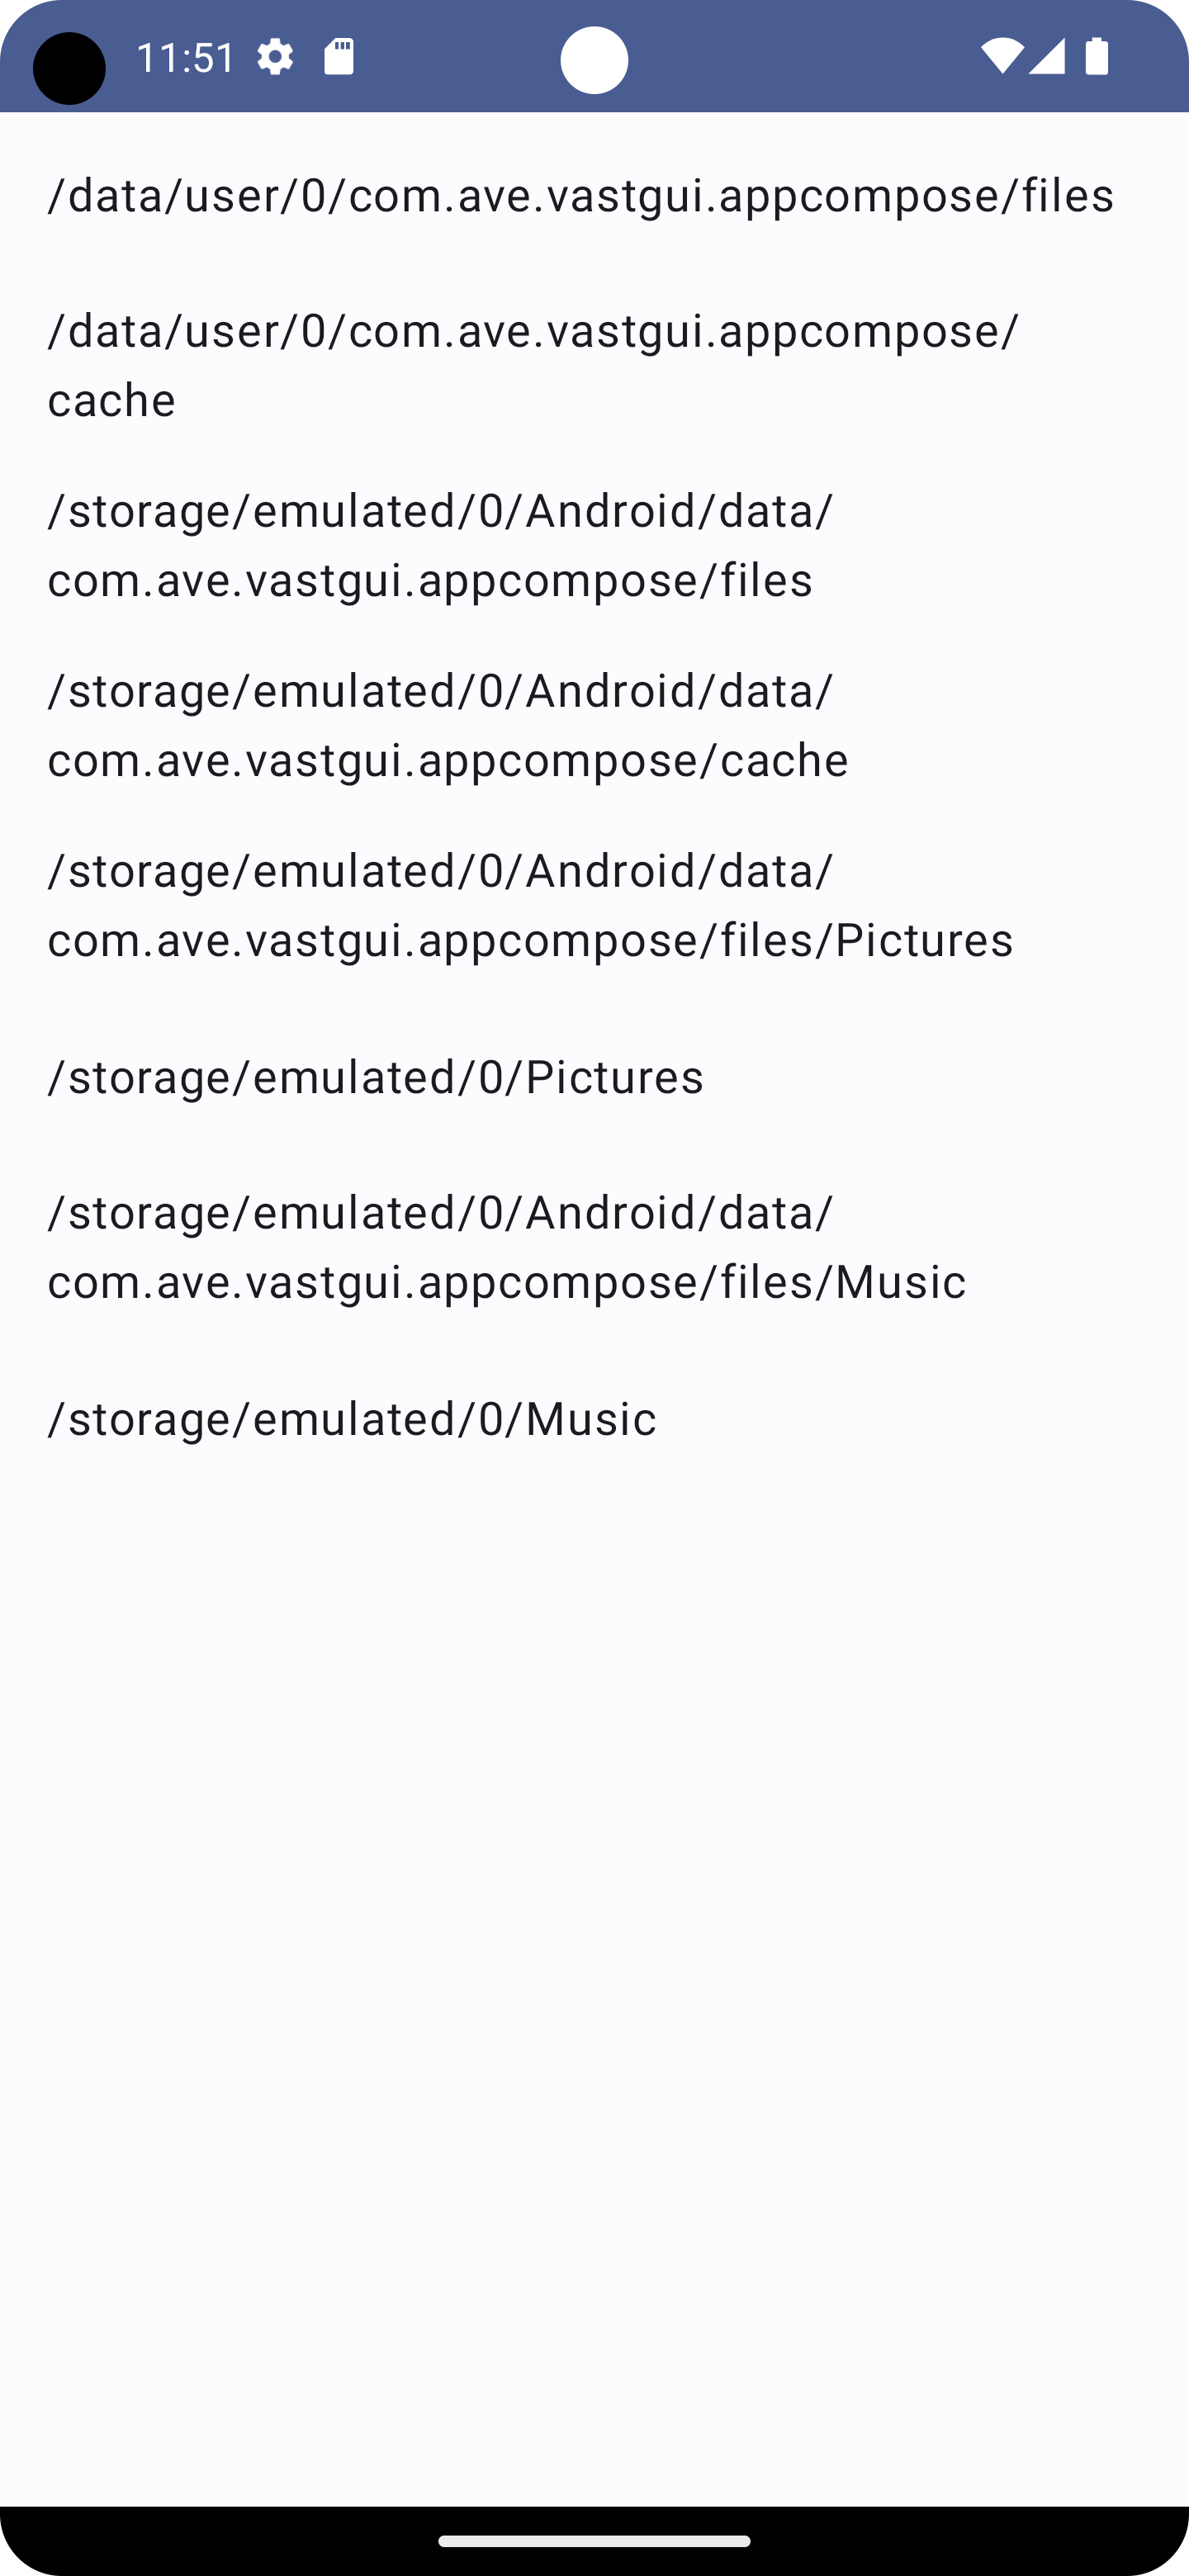 11:51
/data/user/0/com.ave.vastgui.appcompose/files
/data/user/0/com.ave.vastgui.appcompose/
cache
/storage/emulated/0/Android/data/
com.ave.vastgui.appcompose/files
/storage/emulated/0/Android/data/
com.ave.vastgui.appcompose/cache
/storage/emulated/0/Android/data/
com.ave.vastgui.appcompose/files/Pictures
/storage/emulated/0/Pictures
/storage/emulated/0/Android/data/
com.ave.vastgui.appcompose/files/Music
/storage/emulated/0/Music